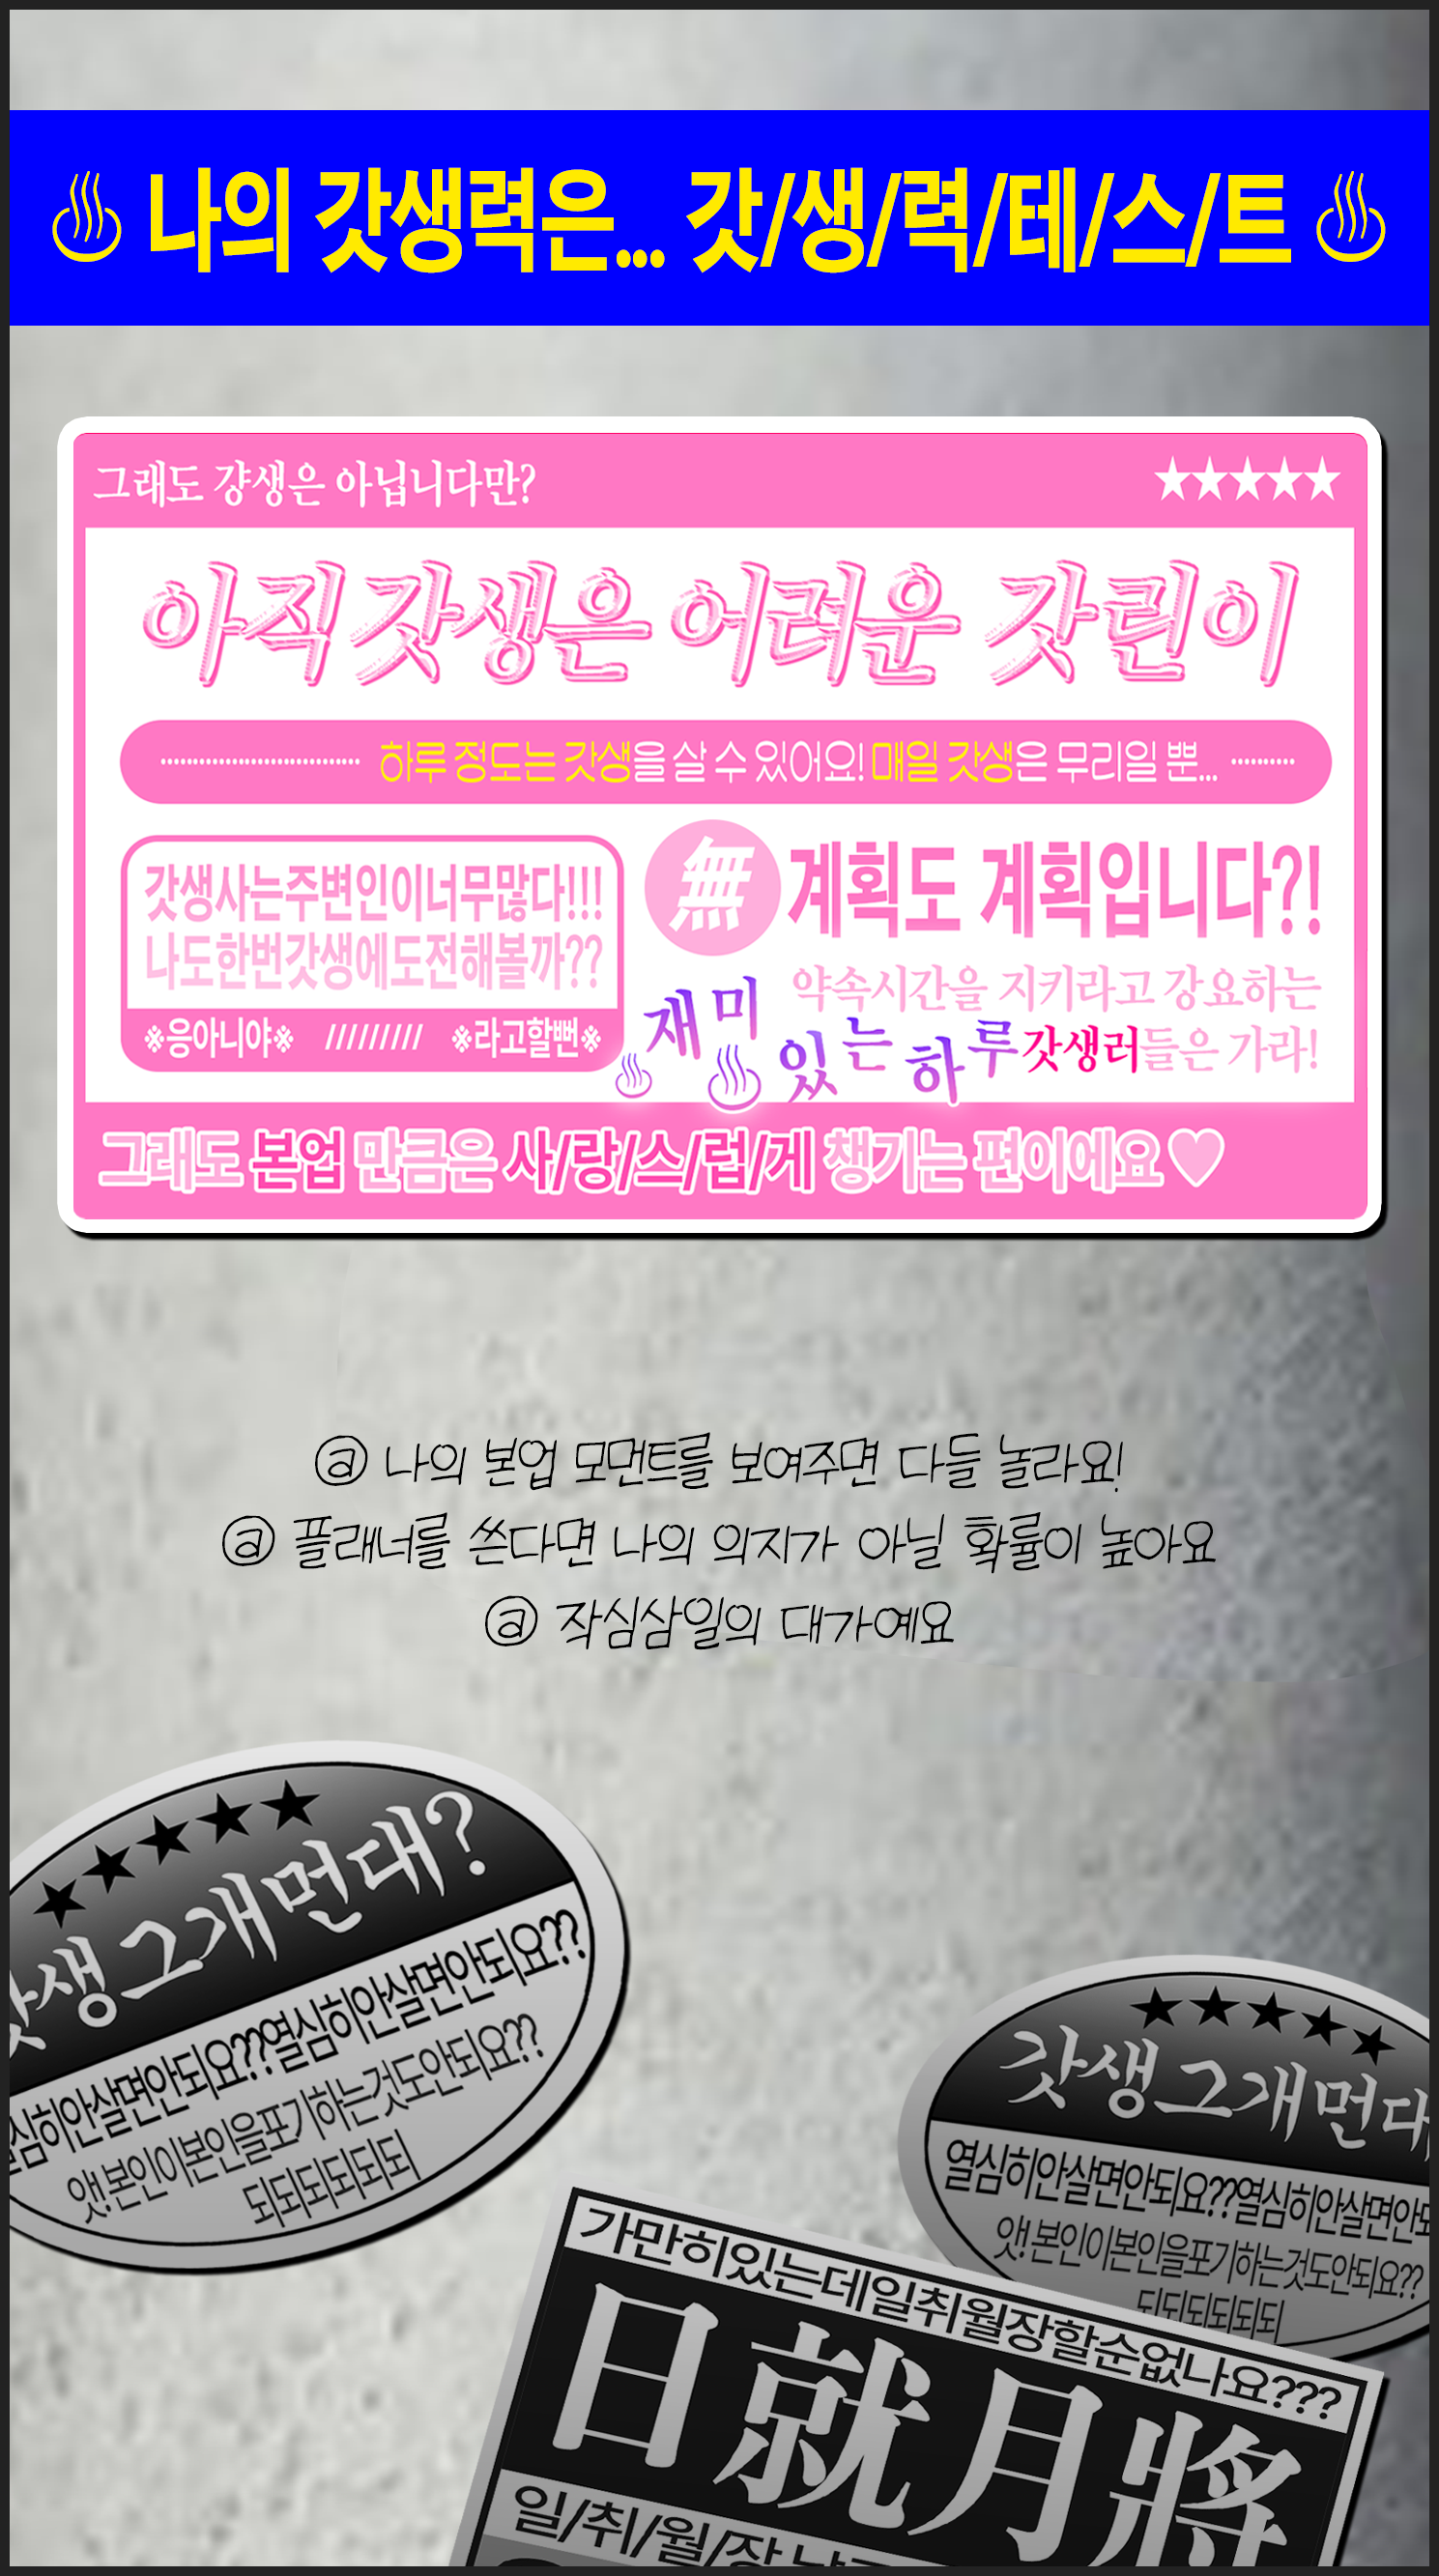 ♨ 나의 갓생력은... 갓/생/력/테/스/트 ♨
그래도 걍생은 아닙니다만? ★★★★★
아직 갓생은 어려운 갓린이
하루 정도는 갓생을 살 수 있어요! 매일 갓생은 무리일 뿐...
갓생사는주변인이너무많다!!!
나도한번갓생에도전해볼까??
※응아니야※ ///////// ※라고할뻔※
無 계획도 계획입니다?!
약속시간을 지키라고 강요하는
갓생러들은 가라!
♨재미♨있는하루
그래도 본업 만큼은 사/랑/스/럽/게 챙기는 편이에요♡
@ 나의 본업 모먼트를 보여주면 다들 놀라요!
@ 플래너를 쓴다면 나의 의지가 아닐 확률이 높아요
@ 작심삼일의 대가예요
★★★★★
갓생그개먼대?
열심히안살면안되요??열심히안살면안되요??
앳!본인이본인을포기하는것도안되요??
되되되되되되
★★★★★
갓생그개먼대
열심히안살면안되요??열심히안살면안되
앳!본인이본인을포기하는것도안되요??
되되되되되되
가만히있는데일취월장할순없나요???
日就月將
일/취/월/장